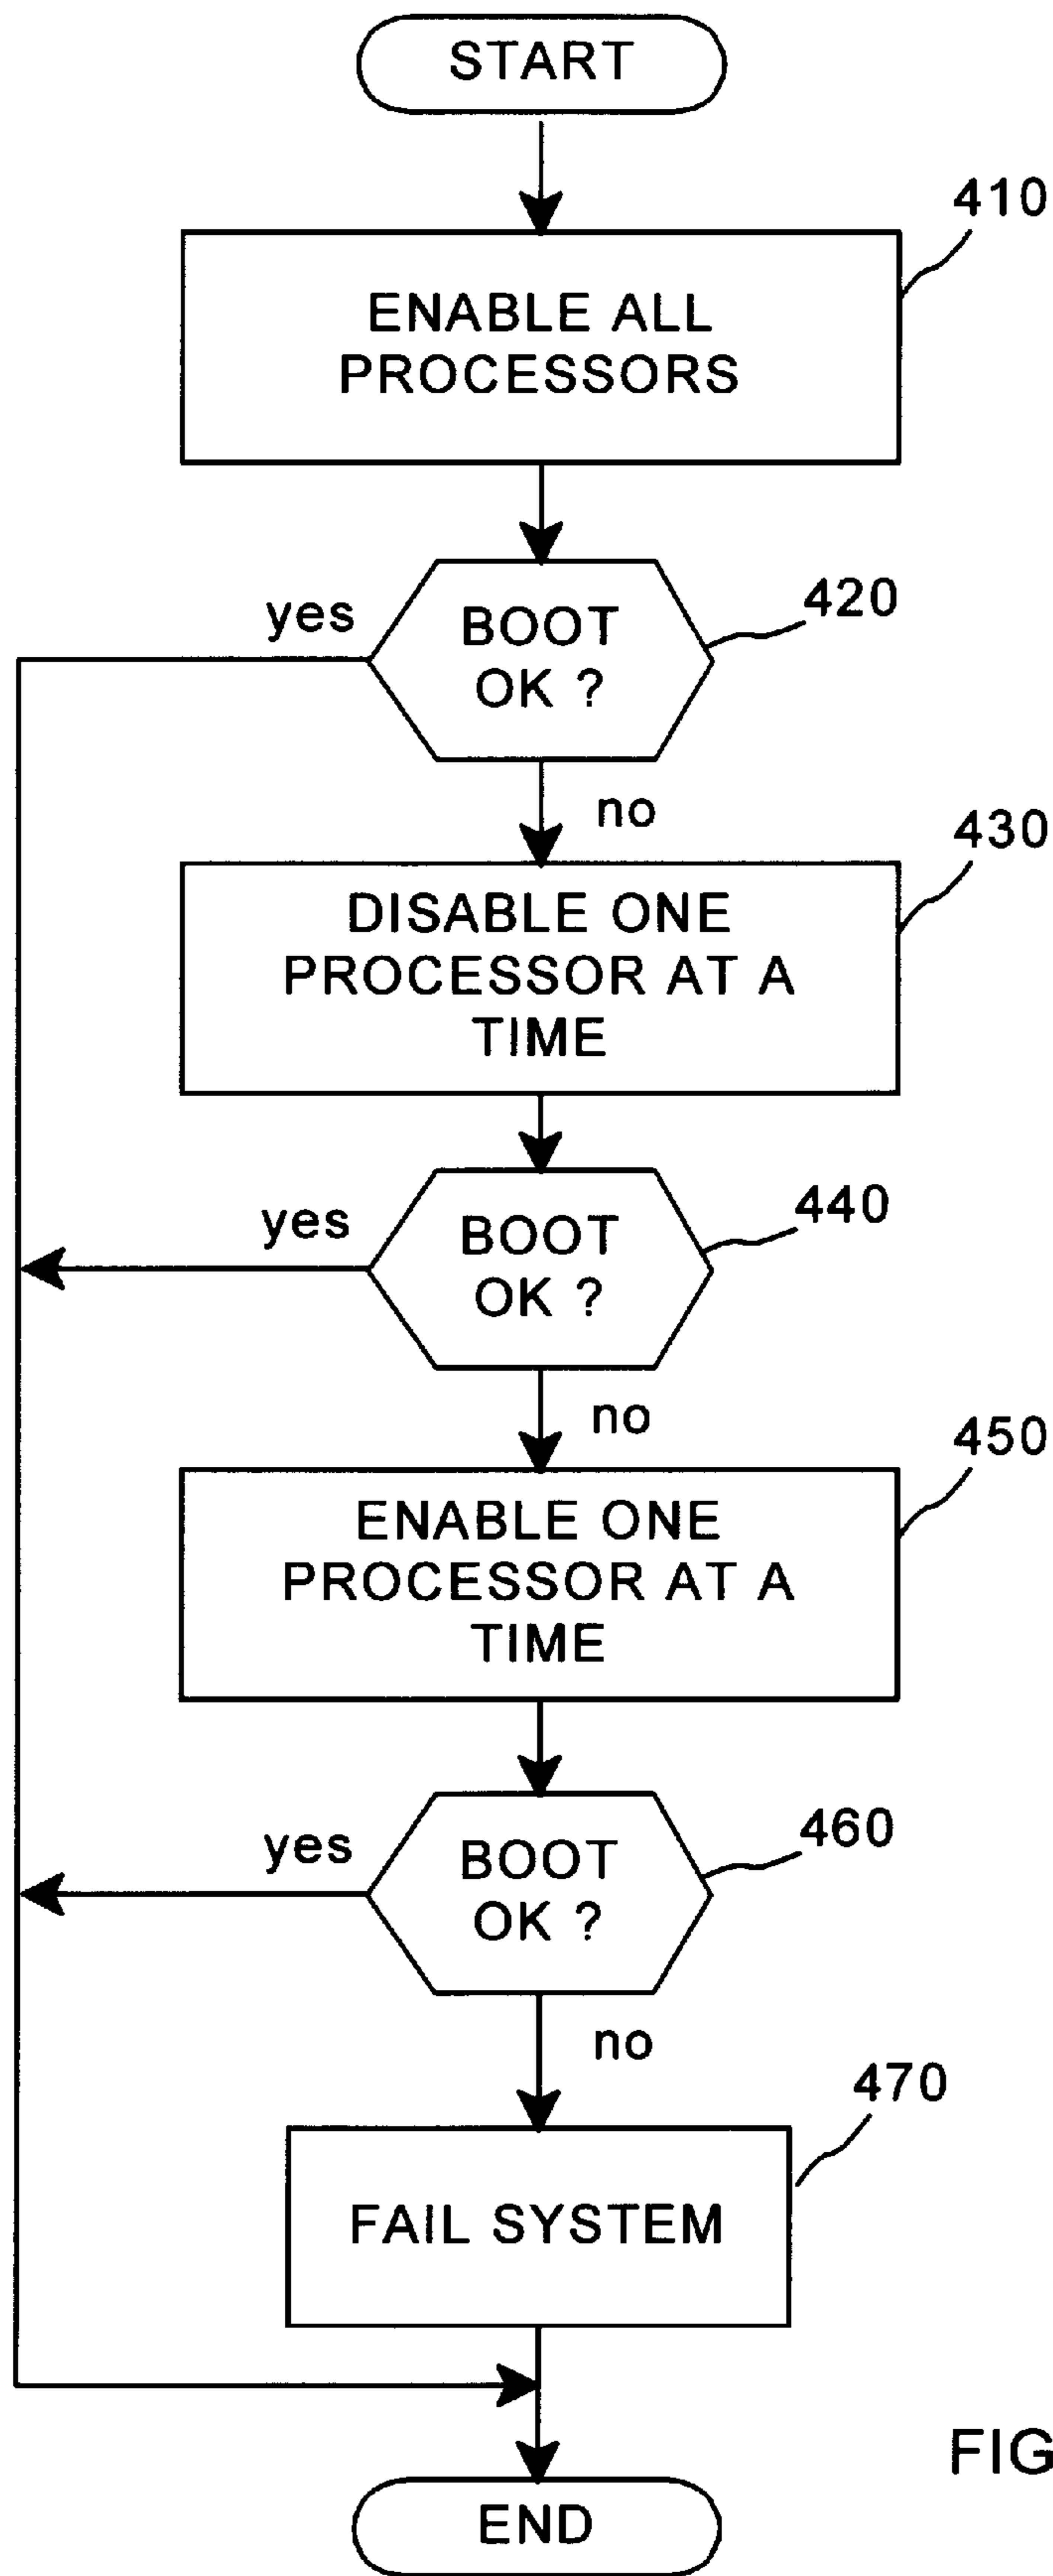 START
410
ENABLE ALL
PROCESSORS
420
yes
BOOT
OK ?
no
430
DISABLE ONE
PROCESSOR AT A
TIME
440
yes
BOOT
OK ?
no
450
ENABLE ONE
PROCESSOR AT A
TIME
460
yes
BOOT
OK ?
no
470
FAIL SYSTEM
FIG
END